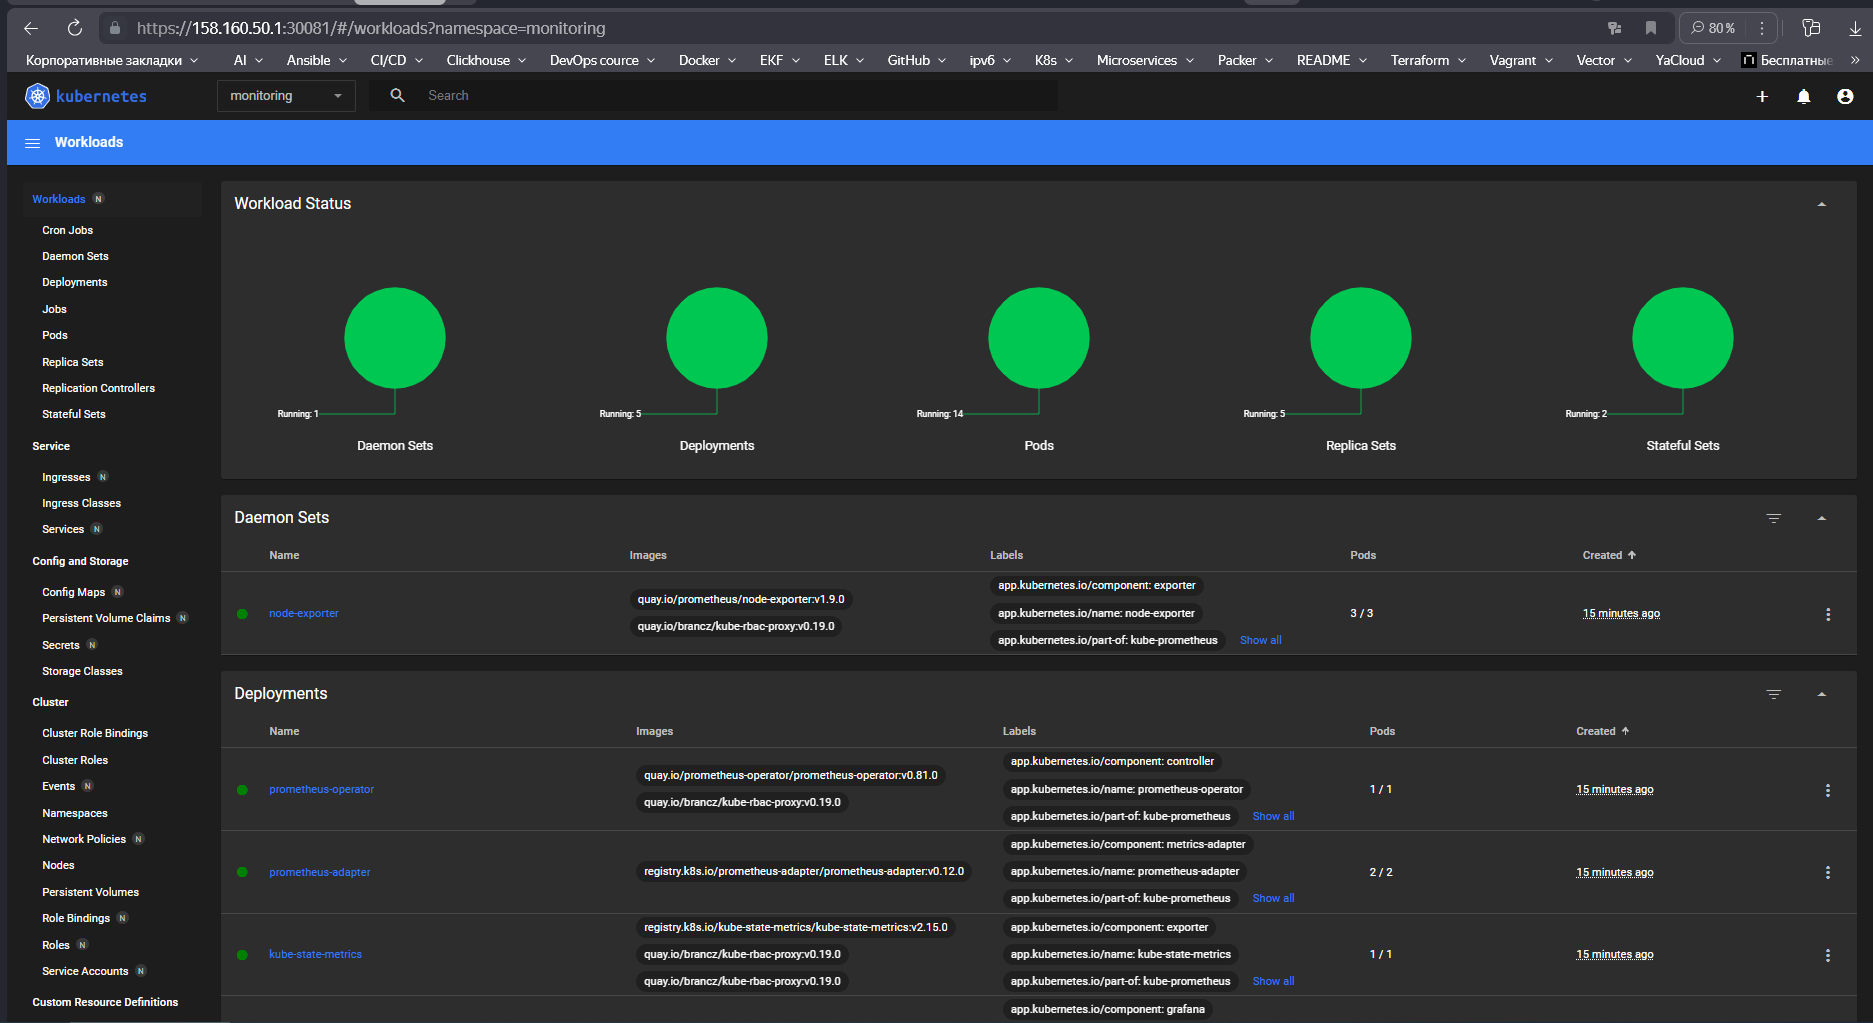 https://158.160.50.1:30081/#/workloads?namespace=monitoring
80 %
Корпоративные закладки AI Ansible CI/CD Clickhouse DevOps cource Docker EKF ELK GitHub ipv6 K8s Microservices Packer README Terraform Vagrant Vector YaCloud Бесплатные
kubernetes monitoring Search
Workloads
Workloads N
Cron Jobs
Daemon Sets
Deployments
Jobs
Pods
Replica Sets
Replication Controllers
Stateful Sets
Service
Ingresses N
Ingress Classes
Services N
Config and Storage
Config Maps N
Persistent Volume Claims N
Secrets N
Storage Classes
Cluster
Cluster Role Bindings
Cluster Roles
Events N
Namespaces
Network Policies N
Nodes
Persistent Volumes
Role Bindings N
Roles N
Service Accounts N
Custom Resource Definitions
Workload Status
Running: 1 Running: 5 Running: 14 Running: 5 Running: 2
Daemon Sets Deployments Pods Replica Sets Stateful Sets
Daemon Sets
Name Images Labels Pods Created
node-exporter
quay.io/prometheus/node-exporter:v1.9.0
quay.io/brancz/kube-rbac-proxy:v0.19.0
app.kubernetes.io/component: exporter
app.kubernetes.io/name: node-exporter
app.kubernetes.io/part-of: kube-prometheus Show all
3 / 3
15 minutes ago
Deployments
Name Images Labels Pods Created
prometheus-operator
quay.io/prometheus-operator/prometheus-operator:v0.81.0
quay.io/brancz/kube-rbac-proxy:v0.19.0
app.kubernetes.io/component: controller
app.kubernetes.io/name: prometheus-operator
app.kubernetes.io/part-of: kube-prometheus Show all
1 / 1
15 minutes ago
prometheus-adapter
registry.k8s.io/prometheus-adapter/prometheus-adapter:v0.12.0
app.kubernetes.io/component: metrics-adapter
app.kubernetes.io/name: prometheus-adapter
app.kubernetes.io/part-of: kube-prometheus Show all
2 / 2
15 minutes ago
kube-state-metrics
registry.k8s.io/kube-state-metrics/kube-state-metrics:v2.15.0
quay.io/brancz/kube-rbac-proxy:v0.19.0
quay.io/brancz/kube-rbac-proxy:v0.19.0
app.kubernetes.io/component: exporter
app.kubernetes.io/name: kube-state-metrics
app.kubernetes.io/part-of: kube-prometheus Show all
1 / 1
15 minutes ago
app.kubernetes.io/component: grafana